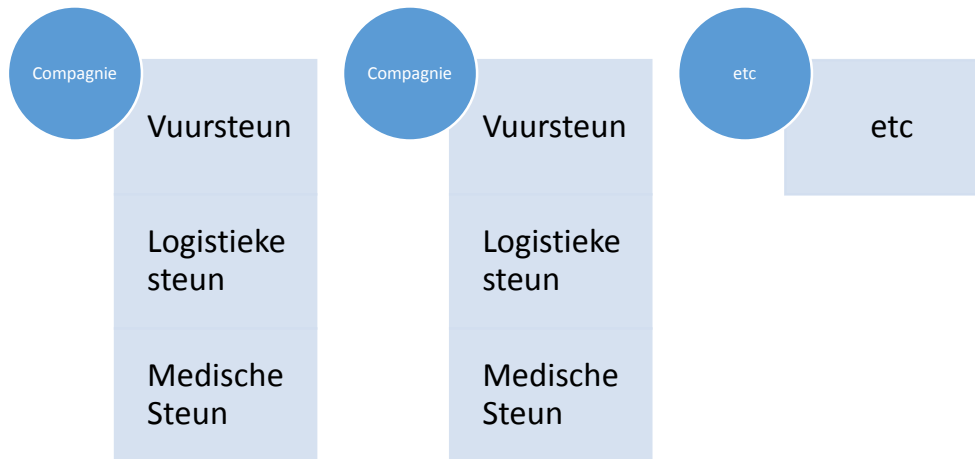 Compagnie
Vuursteun
Logistieke
steun
Medische
Steun
Compagnie
Vuursteun
Logistieke
steun
Medische
Steun
etc
etc